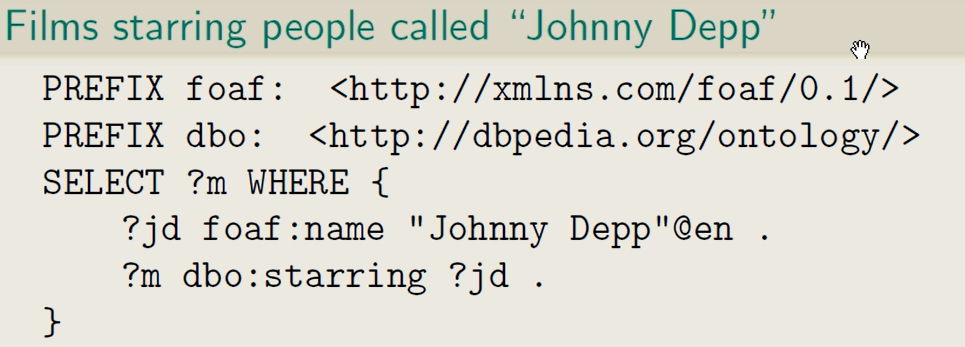 Films starring people called “Johnny Depp”
PREFIX foaf: <http://xmlns.com/foaf/0.1/>
PREFIX dbo: <http://dbpedia.org/ontology/>
SELECT ?m WHERE {
?jd foaf:name "Johnny Depp"@en .
?m dbo:starring ?jd .
}